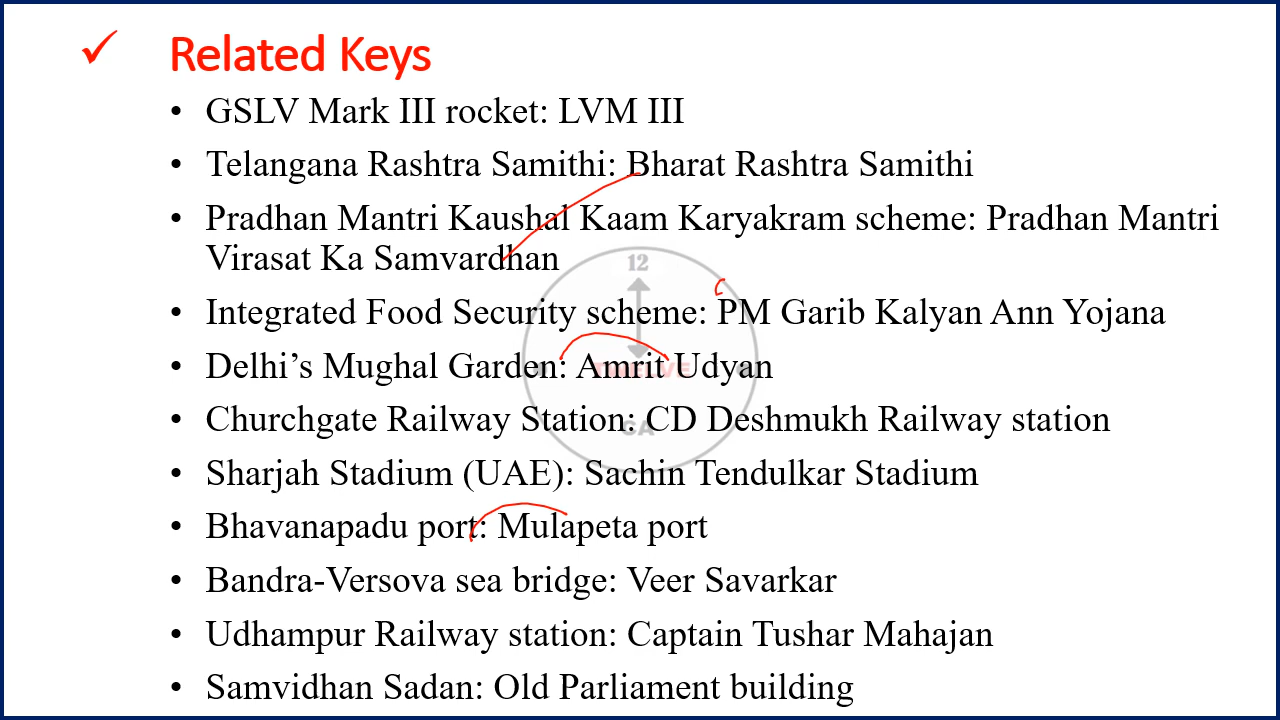 Related Keys
• GSLV Mark III rocket: LVM III
• Telangana Rashtra Samithi: Bharat Rashtra Samithi
• Pradhan Mantri Kaushal Kaam Karyakram scheme: Pradhan Mantri
Virasat Ka Samvardhan
12
• Integrated Food Security scheme: PM Garib Kalyan Ann Yojana
• Delhi’s Mughal Garden: Amrit Udyan
TWELVE
• Churchgate Railway Station: CD Deshmukh Railway station
GA
• Sharjah Stadium (UAE): Sachin Tendulkar Stadium
• Bhavanapadu port: Mulapeta port
• Bandra-Versova sea bridge: Veer Savarkar
• Udhampur Railway station: Captain Tushar Mahajan
• Samvidhan Sadan: Old Parliament building